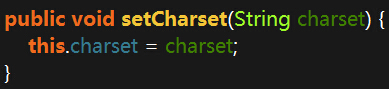 public void setCharset(String charset) {
    this.charset = charset;
}